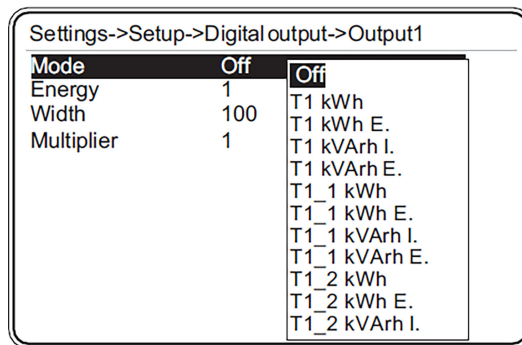 Settings->Setup->Digital output->Output1
Mode Off
Energy 1
Width 100
Multiplier 1
Off
T1 kWh
T1 kWh E.
T1 kVArh I.
T1 kVArh E.
T1_1 kWh
T1_1 kWh E.
T1_1 kVArh I.
T1_1 kVArh E.
T1_2 kWh
T1_2 kWh E.
T1_2 kVArh I.